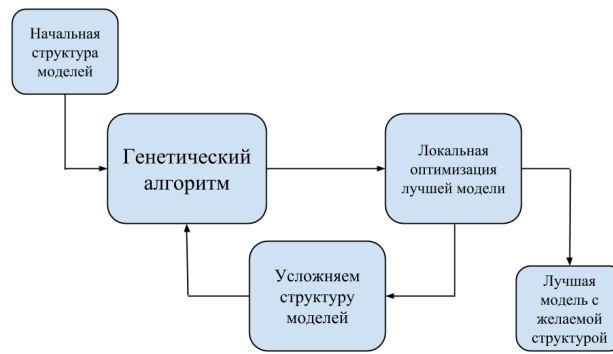 Начальная
структура
моделей
Генетический
алгоритм
Локальная
оптимизация
лучшей модели
Усложняем
структуру
моделей
Лучшая
модель с
желаемой
структурой